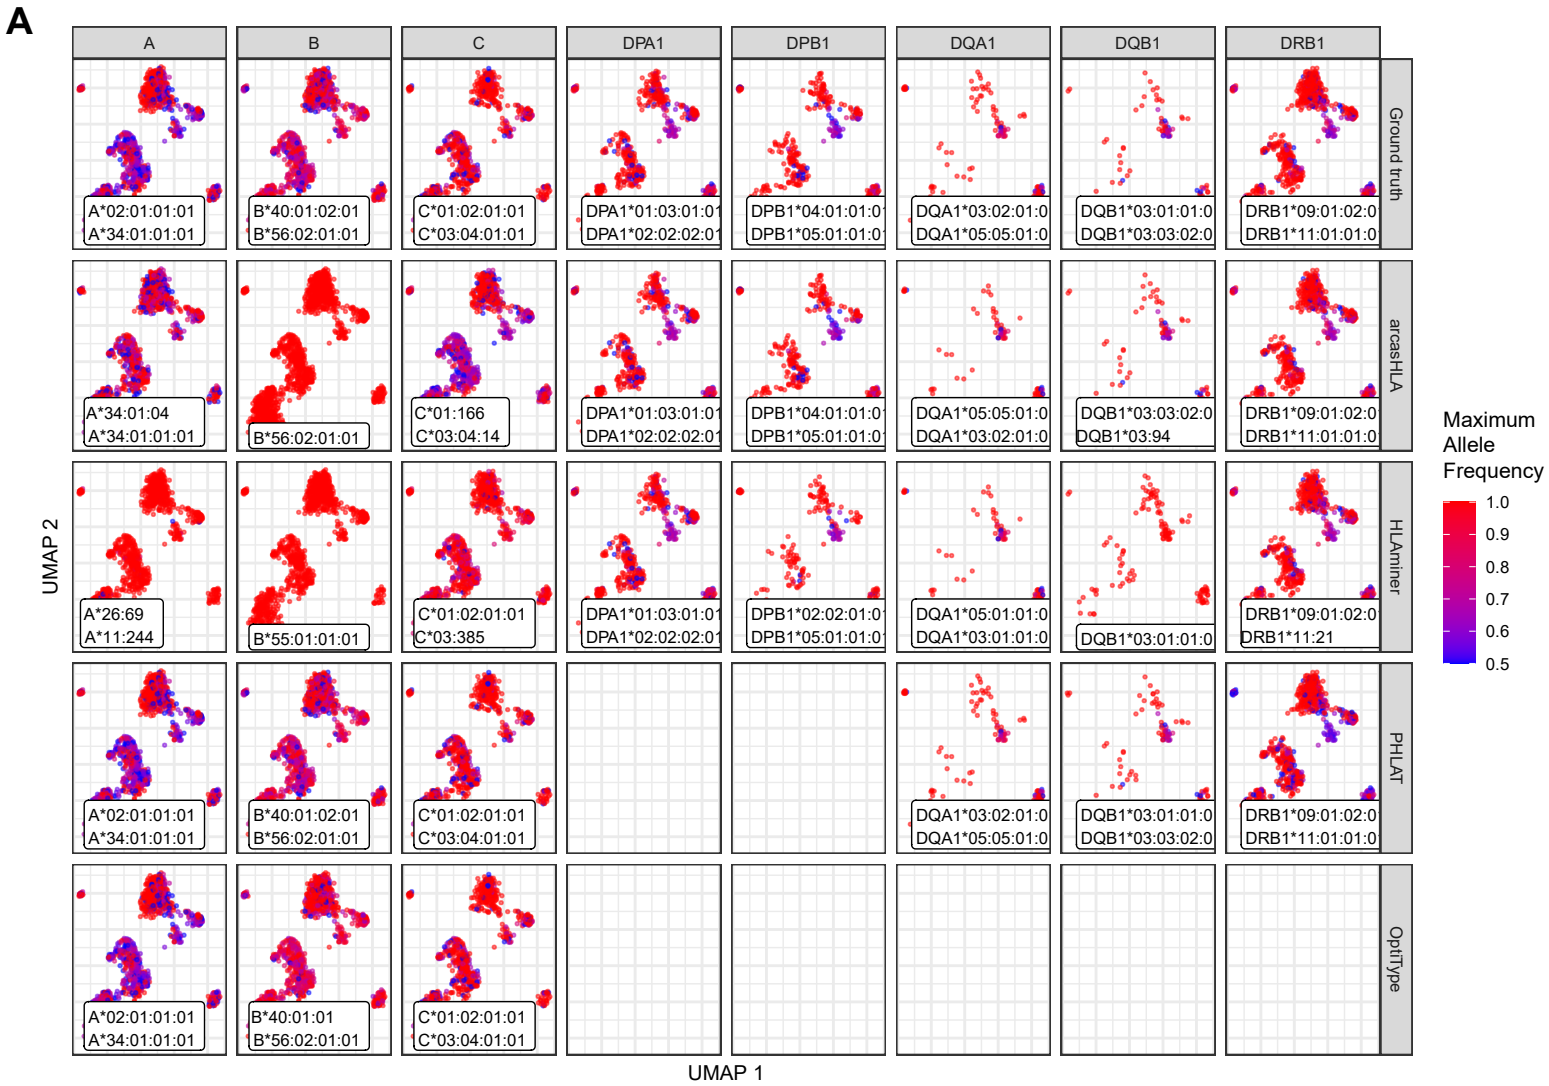 A
A B C DPA1 DPB1 DQA1 DQB1 DRB1
A*02:01:01:01 B*40:01:02:01 C*01:02:01:01 DPA1*01:03:01:01 DPB1*04:01:01:01 DQA1*03:02:01:0 DQB1*03:01:01:0 DRB1*09:01:02:0
A*34:01:01:01 B*56:02:01:01 C*03:04:01:01 DPA1*02:02:02:01 DPB1*05:01:01:01 DQA1*05:05:01:0 DQB1*03:03:02:0 DRB1*11:01:01:0
Ground truth
A*34:01:04 C*01:166 DPA1*01:03:01:01 DPB1*04:01:01:01 DQA1*05:05:01:0 DQB1*03:03:02:0 DRB1*09:01:02:0
A*34:01:01:01 B*56:02:01:01 C*03:04:14 DPA1*02:02:02:01 DPB1*05:01:01:01 DQA1*03:02:01:0 DQB1*03:94 DRB1*11:01:01:0
arcasHLA
A*26:69 C*01:02:01:01 DPA1*01:03:01:01 DPB1*02:02:01:01 DQA1*05:01:01:0 DRB1*09:01:02:0
A*11:244 B*55:01:01:01 C*03:385 DPA1*02:02:02:01 DPB1*05:01:01:01 DQA1*03:01:01:0 DQB1*03:01:01:0 DRB1*11:21
HLAminer
A*02:01:01:01 B*40:01:02:01 C*01:02:01:01 DQA1*03:02:01:0 DQB1*03:01:01:0 DRB1*09:01:02:0
A*34:01:01:01 B*56:02:01:01 C*03:04:01:01 DQA1*05:05:01:0 DQB1*03:03:02:0 DRB1*11:01:01:0
PHLAT
A*02:01:01:01 B*40:01:01 C*01:02:01:01
A*34:01:01:01 B*56:02:01:01 C*03:04:01:01
OptiType
UMAP 2
UMAP 1
Maximum
Allele
Frequency
1.0
0.9
0.8
0.7
0.6
0.5